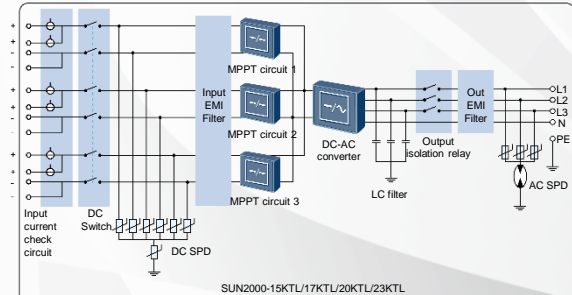 +
+
-
-
+
+
-
-
+
+
-
-
Input
current
check
circuit
DC
Switch
DC SPD
Input
EMI
Filter
MPPT circuit 1
MPPT circuit 2
MPPT circuit 3
DC-AC
converter
LC filter
Output
isolation relay
Out
EMI
Filter
L1
L2
L3
N
PE
AC SPD
SUN2000-15KTL/17KTL/20KTL/23KTL